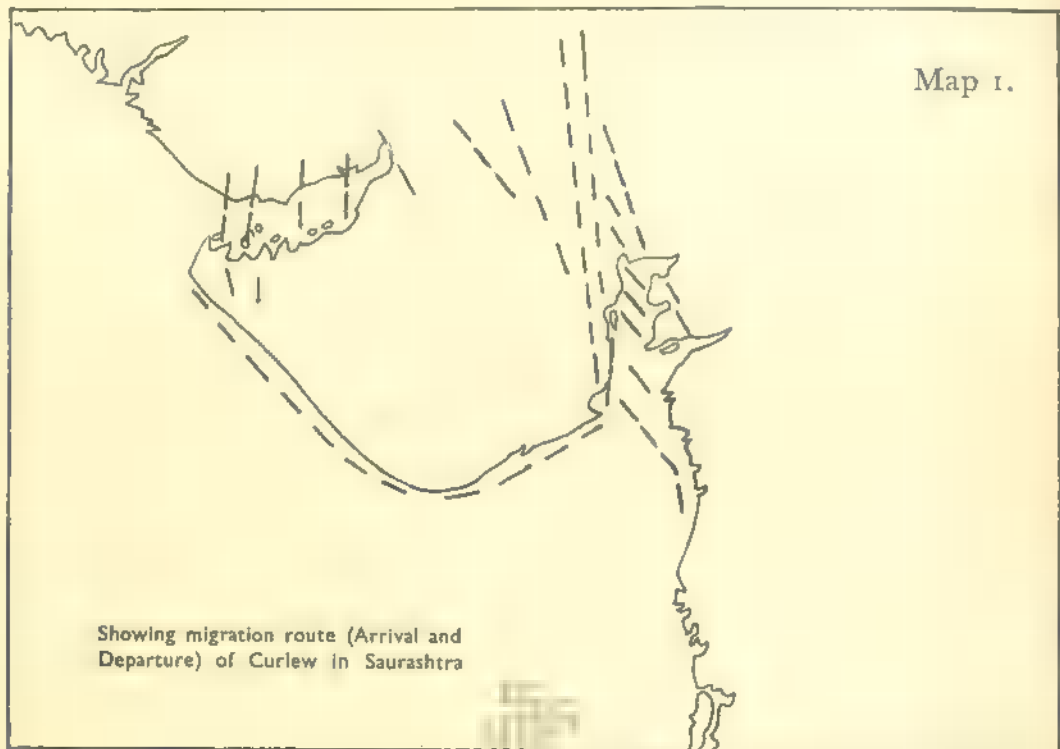 Map 1.
Showing migration route (Arrival and
Departure) of Curlew in Saurashtra